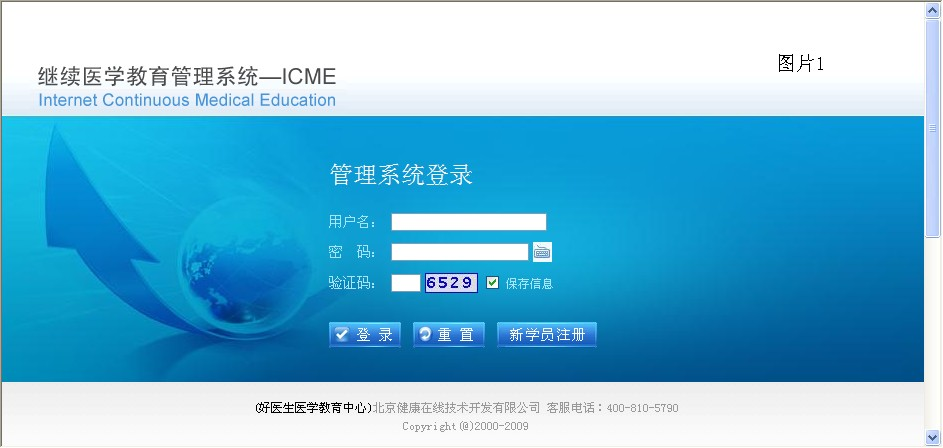 图片1
继续医学教育管理系统—ICME
Internet Continuous Medical Education
管理系统登录
用户名：
密 码：
验证码： 6529 保存信息
登 录 重 置 新学员注册
(好医生医学教育中心)北京健康在线技术开发有限公司 客服电话：400-810-5790
Copyright(@)2000-2009